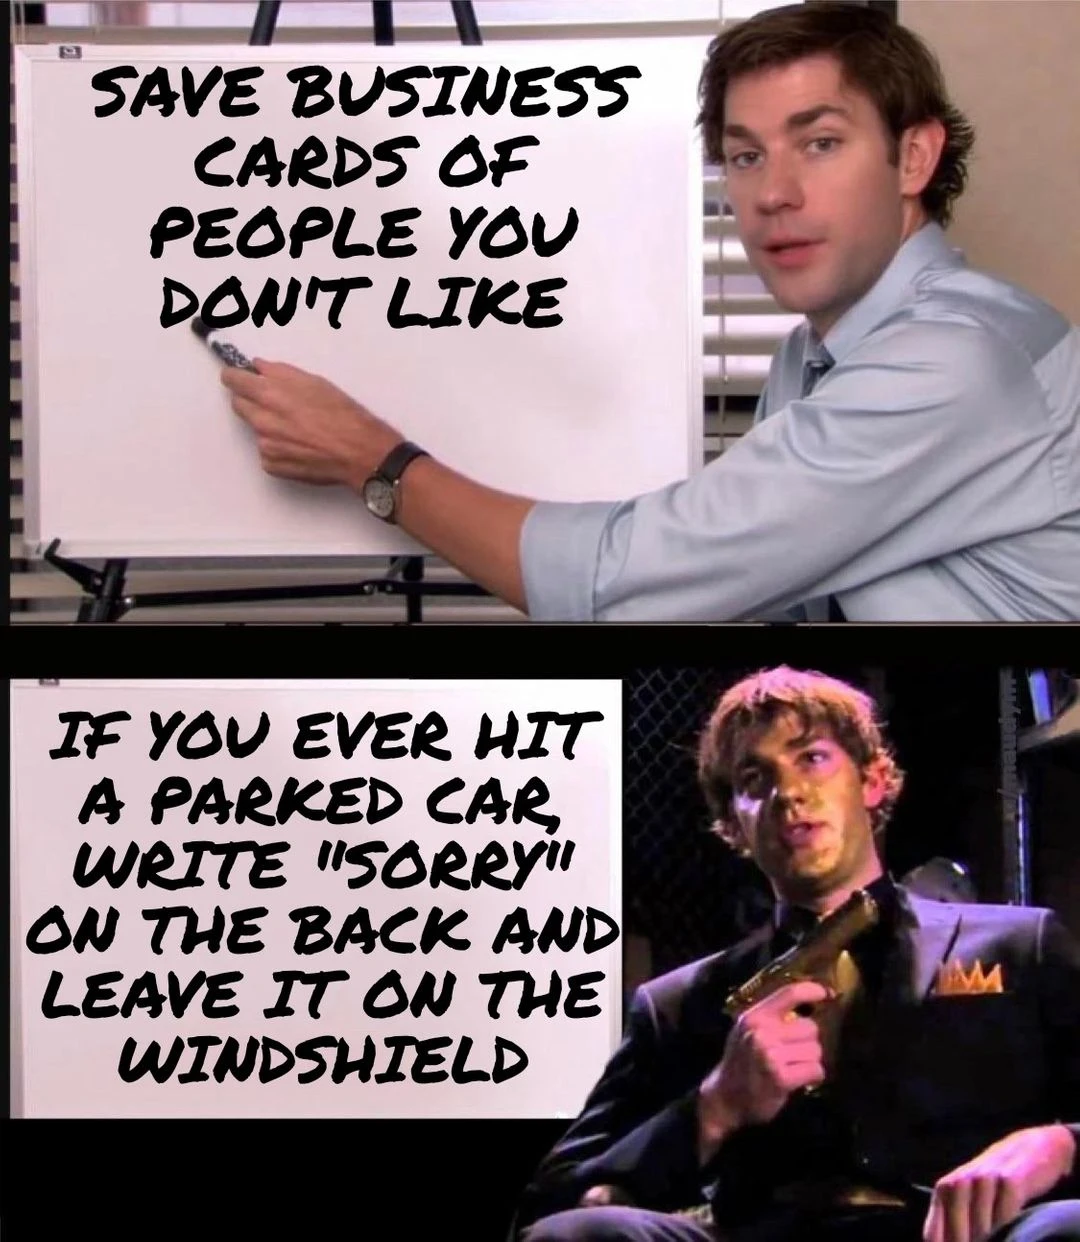 SAVE BUSINESS
CARDS OF
PEOPLE YOU
DON'T LIKE
IF YOU EVER HIT
A PARKED CAR,
WRITE "SORRY"
ON THE BACK AND
LEAVE IT ON THE
WINDSHIELD